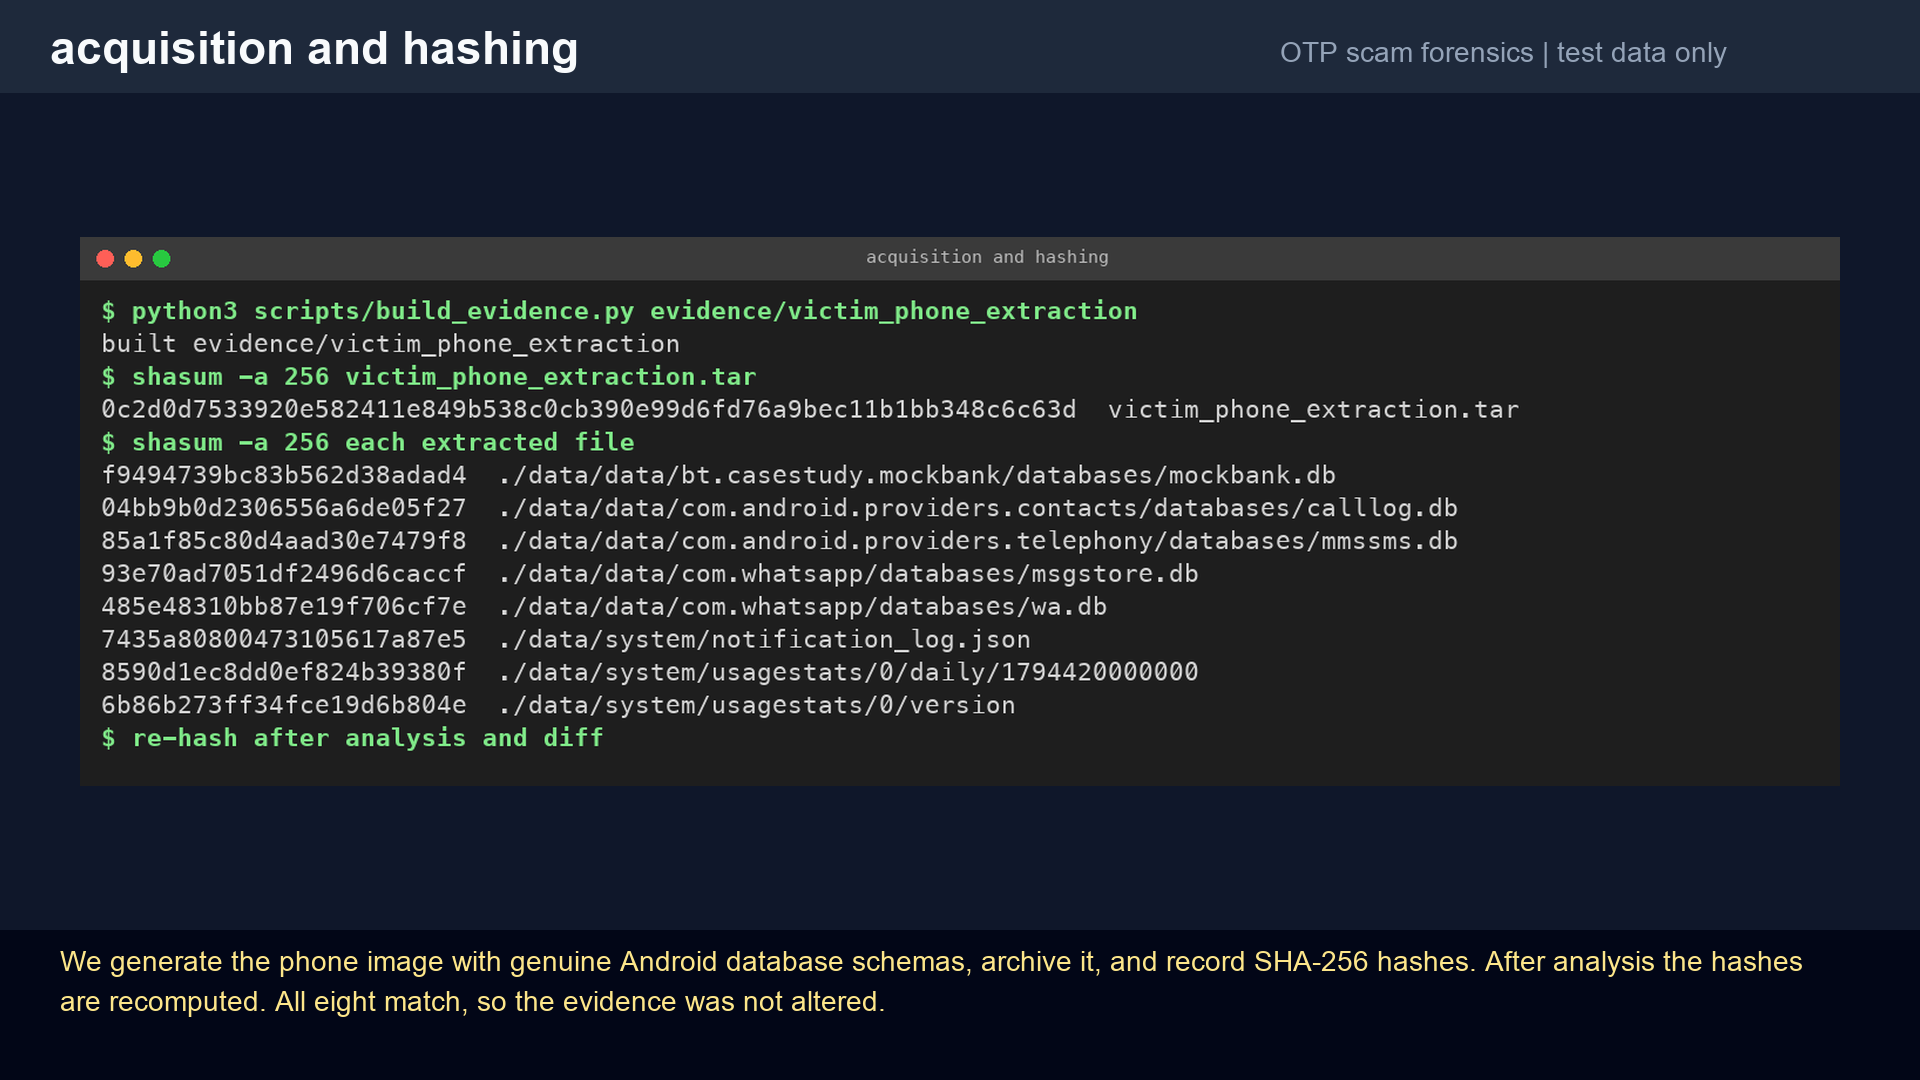 acquisition and hashing
OTP scam forensics | test data only
acquisition and hashing
$ python3 scripts/build_evidence.py evidence/victim_phone_extraction
built evidence/victim_phone_extraction
$ shasum −a 256 victim_phone_extraction.tar
0c2d0d7533920e582411e849b538c0cb390e99d6fd76a9bec11b1bb348c6c63d  victim_phone_extraction.tar
$ shasum −a 256 each extracted file
f9494739bc83b562d38adad4  ./data/data/bt.casestudy.mockbank/databases/mockbank.db
04bb9b0d2306556a6de05f27  ./data/data/com.android.providers.contacts/databases/calllog.db
85a1f85c80d4aad30e7479f8  ./data/data/com.android.providers.telephony/databases/mmssms.db
93e70ad7051df2496d6caccf  ./data/data/com.whatsapp/databases/msgstore.db
485e48310bb87e19f706cf7e  ./data/data/com.whatsapp/databases/wa.db
7435a80800473105617a87e5  ./data/system/notification_log.json
8590d1ec8dd0ef824b39380f  ./data/system/usagestats/0/daily/1794420000000
6b86b273ff34fce19d6b804e  ./data/system/usagestats/0/version
$ re−hash after analysis and diff
We generate the phone image with genuine Android database schemas, archive it, and record SHA-256 hashes. After analysis the hashes
are recomputed. All eight match, so the evidence was not altered.